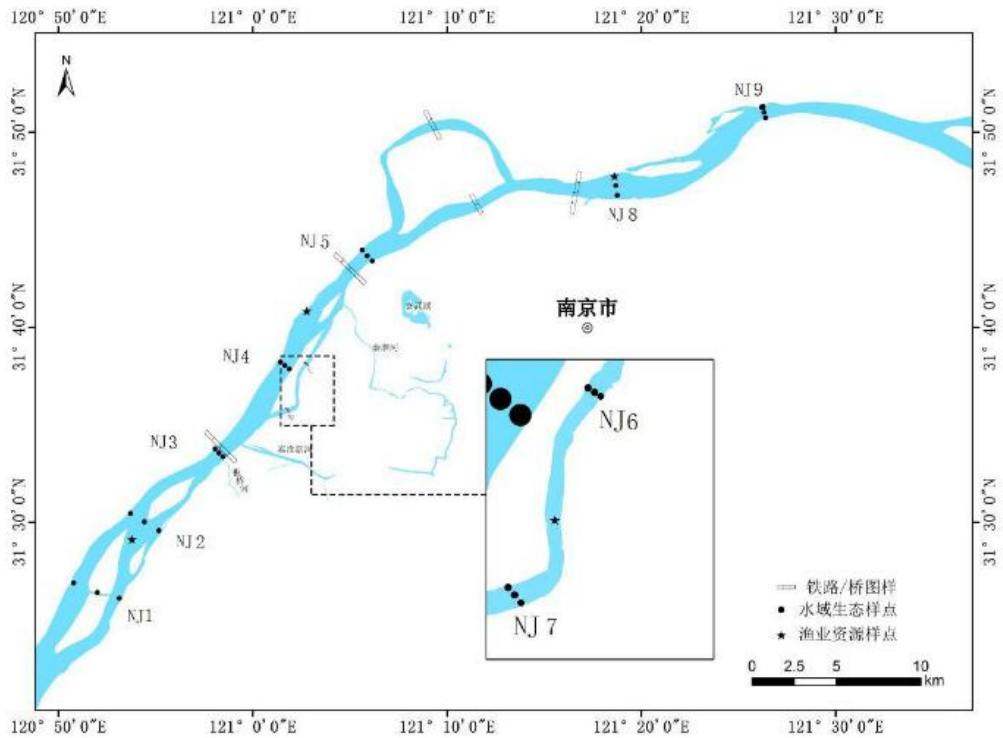 120° 50′0″E
121° 0′0″E
121° 10′0″E
121° 20′0″E
121° 30′0″E
N
31° 50′0″N
31° 50′0″N
NJ9
NJ8
NJ5
31° 40′0″N
南京市
31° 40′0″N
NJ4
NJ6
NJ3
31° 30′0″N
31° 30′0″N
NJ2
NJ1
NJ7
铁路/桥图样
水域生态样点
渔业资源样点
0 2.5 5 10
km
120° 50′0″E
121° 0′0″E
121° 10′0″E
121° 20′0″E
121° 30′0″E